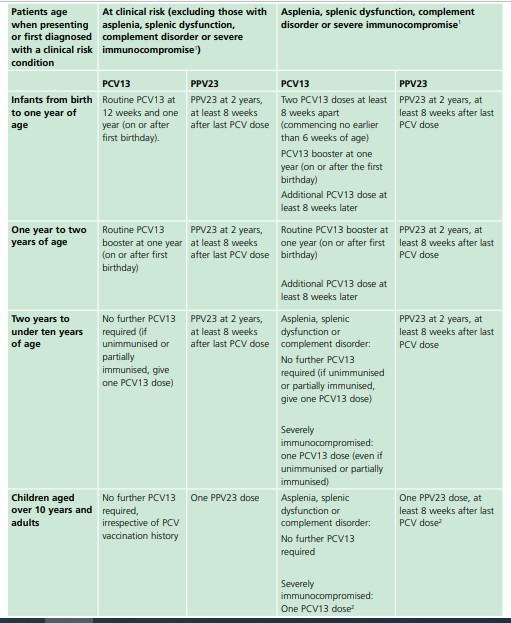 Patients age
when presenting
or first diagnosed
with a clinical risk
condition
At clinical risk (excluding those with
asplenia, splenic dysfunction,
complement disorder or severe
immunocompromise¹)
Asplenia, splenic dysfunction, complement
disorder or severe immunocompromise¹
PCV13
PPV23
PCV13
PPV23
Infants from birth
to one year of
age
Routine PCV13 at
12 weeks and one
year (on or after
first birthday).
PPV23 at 2 years,
at least 8 weeks
after last PCV dose
Two PCV13 doses at least
8 weeks apart
(commencing no earlier
than 6 weeks of age)
PCV13 booster at one
year (on or after the first
birthday)
Additional PCV13 dose at
least 8 weeks later
PPV23 at 2 years, at
least 8 weeks after last
PCV dose
One year to two
years of age
Routine PCV13
booster at one year
(on or after first
birthday)
PPV23 at 2 years,
at least 8 weeks
after last PCV dose
Routine PCV13 booster at
one year (on or after first
birthday)
Additional PCV13 dose at
least 8 weeks later
PPV23 at 2 years, at
least 8 weeks after last
PCV dose
Two years to
under ten years
of age
No further PCV13
required (if
unimmunised or
partially
immunised, give
one PCV13 dose)
PPV23 at 2 years,
at least 8 weeks
after last PCV dose
Asplenia, splenic
dysfunction or
complement disorder:
No further PCV13
required (if unimmunised
or partially immunised,
give one PCV13 dose)
Severely
immunocompromised:
one PCV13 dose (even if
unimmunised or partially
immunised)
PPV23 at 2 years, at
least 8 weeks after last
PCV dose
Children aged
over 10 years and
adults
No further PCV13
required,
irrespective of PCV
vaccination history
One PPV23 dose
Asplenia, splenic
dysfunction or
complement disorder:
No further PCV13
required
Severely
immunocompromised:
One PCV13 dose²
One PPV23 dose, at
least 8 weeks after last
PCV dose²